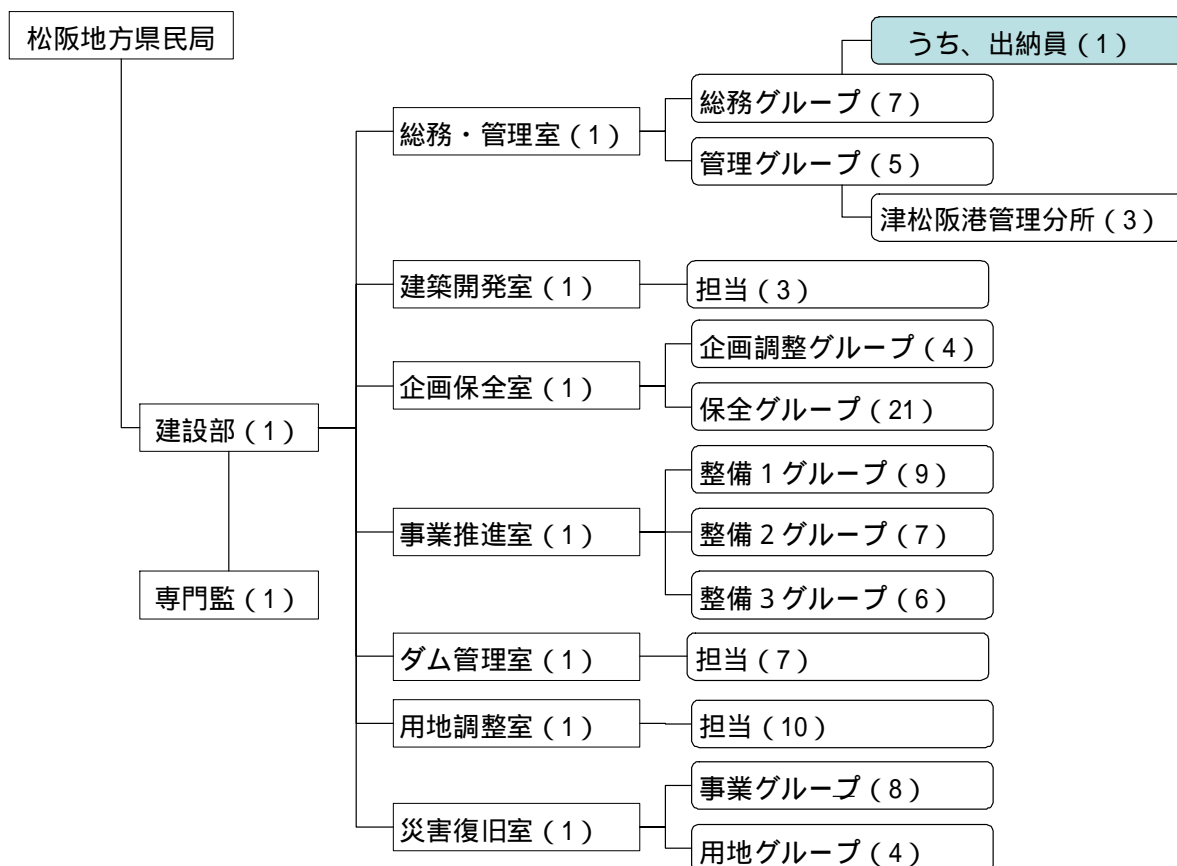 松阪地方県民局
うち、出納員（1）
総務・管理室（1）
総務グループ（7）
管理グループ（5）
津松阪港管理分所（3）
建築開発室（1）
担当（3）
企画保全室（1）
企画調整グループ（4）
保全グループ（21）
建設部（1）
専門監（1）
事業推進室（1）
整備1グループ（9）
整備2グループ（7）
整備3グループ（6）
ダム管理室（1）
担当（7）
用地調整室（1）
担当（10）
災害復旧室（1）
事業グループ（8）
用地グループ（4）